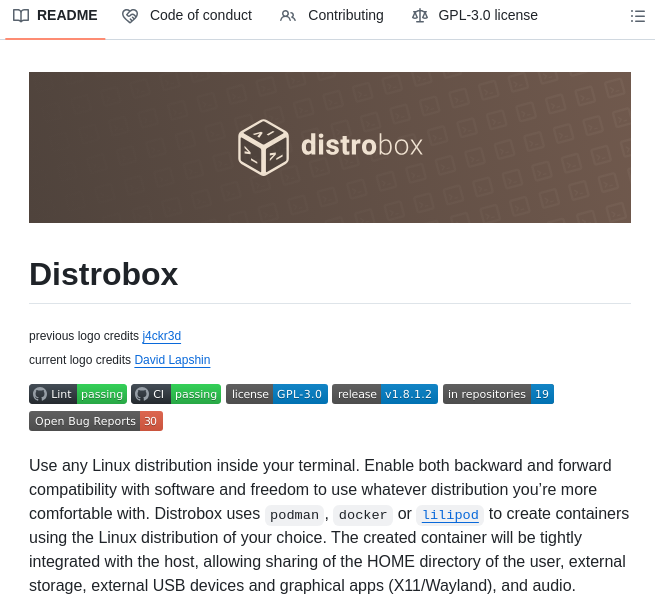 README Code of conduct Contributing GPL-3.0 license
distrobox
Distrobox
previous logo credits j4ckr3d
current logo credits David Lapshin
Lint passing CI passing license GPL-3.0 release v1.8.1.2 in repositories 19
Open Bug Reports 30
Use any Linux distribution inside your terminal. Enable both backward and forward
compatibility with software and freedom to use whatever distribution you’re more
comfortable with. Distrobox uses podman, docker or lilipod to create containers
using the Linux distribution of your choice. The created container will be tightly
integrated with the host, allowing sharing of the HOME directory of the user, external
storage, external USB devices and graphical apps (X11/Wayland), and audio.